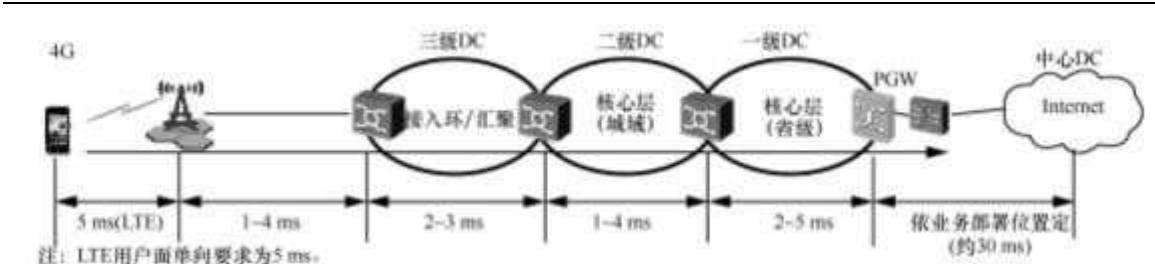 4G
三级DC
二级DC
一级DC
PGW
中心DC
Internet
接入环/汇聚
核心层
(城域)
核心层
(省级)
5 ms(LTE)
1~4 ms
2~3 ms
1~4 ms
2~5 ms
依业务部署位置定
(约30 ms)
注：LTE用户面单向要求为5 ms。